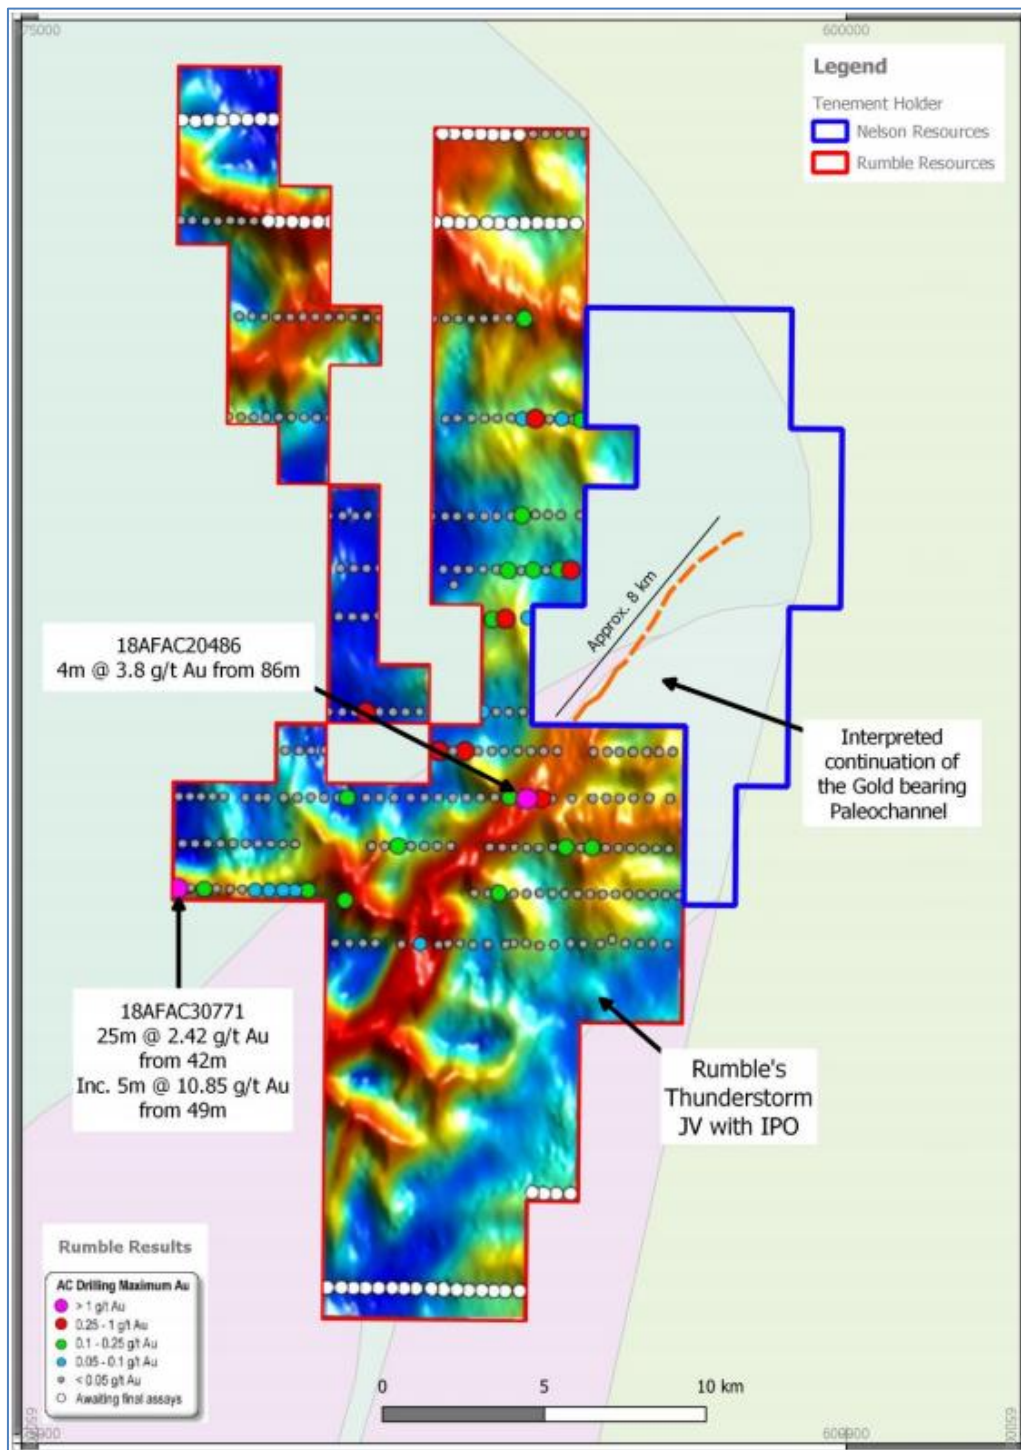 75000
600000
Legend
Tenement Holder
Nelson Resources
Rumble Resources
Approx. 8 km
18AFAC20486
4m @ 3.8 g/t Au from 86m
Interpreted
continuation of
the Gold bearing
Paleochannel
18AFAC30771
25m @ 2.42 g/t Au
from 42m
Inc. 5m @ 10.85 g/t Au
from 49m
Rumble's
Thunderstorm
JV with IPO
Rumble Results
AC Drilling Maximum Au
> 1 g/t Au
0.25 - 1 g/t Au
0.1 - 0.25 g/t Au
0.05 - 0.1 g/t Au
< 0.05 g/t Au
Awaiting final assays
0 5 10 km